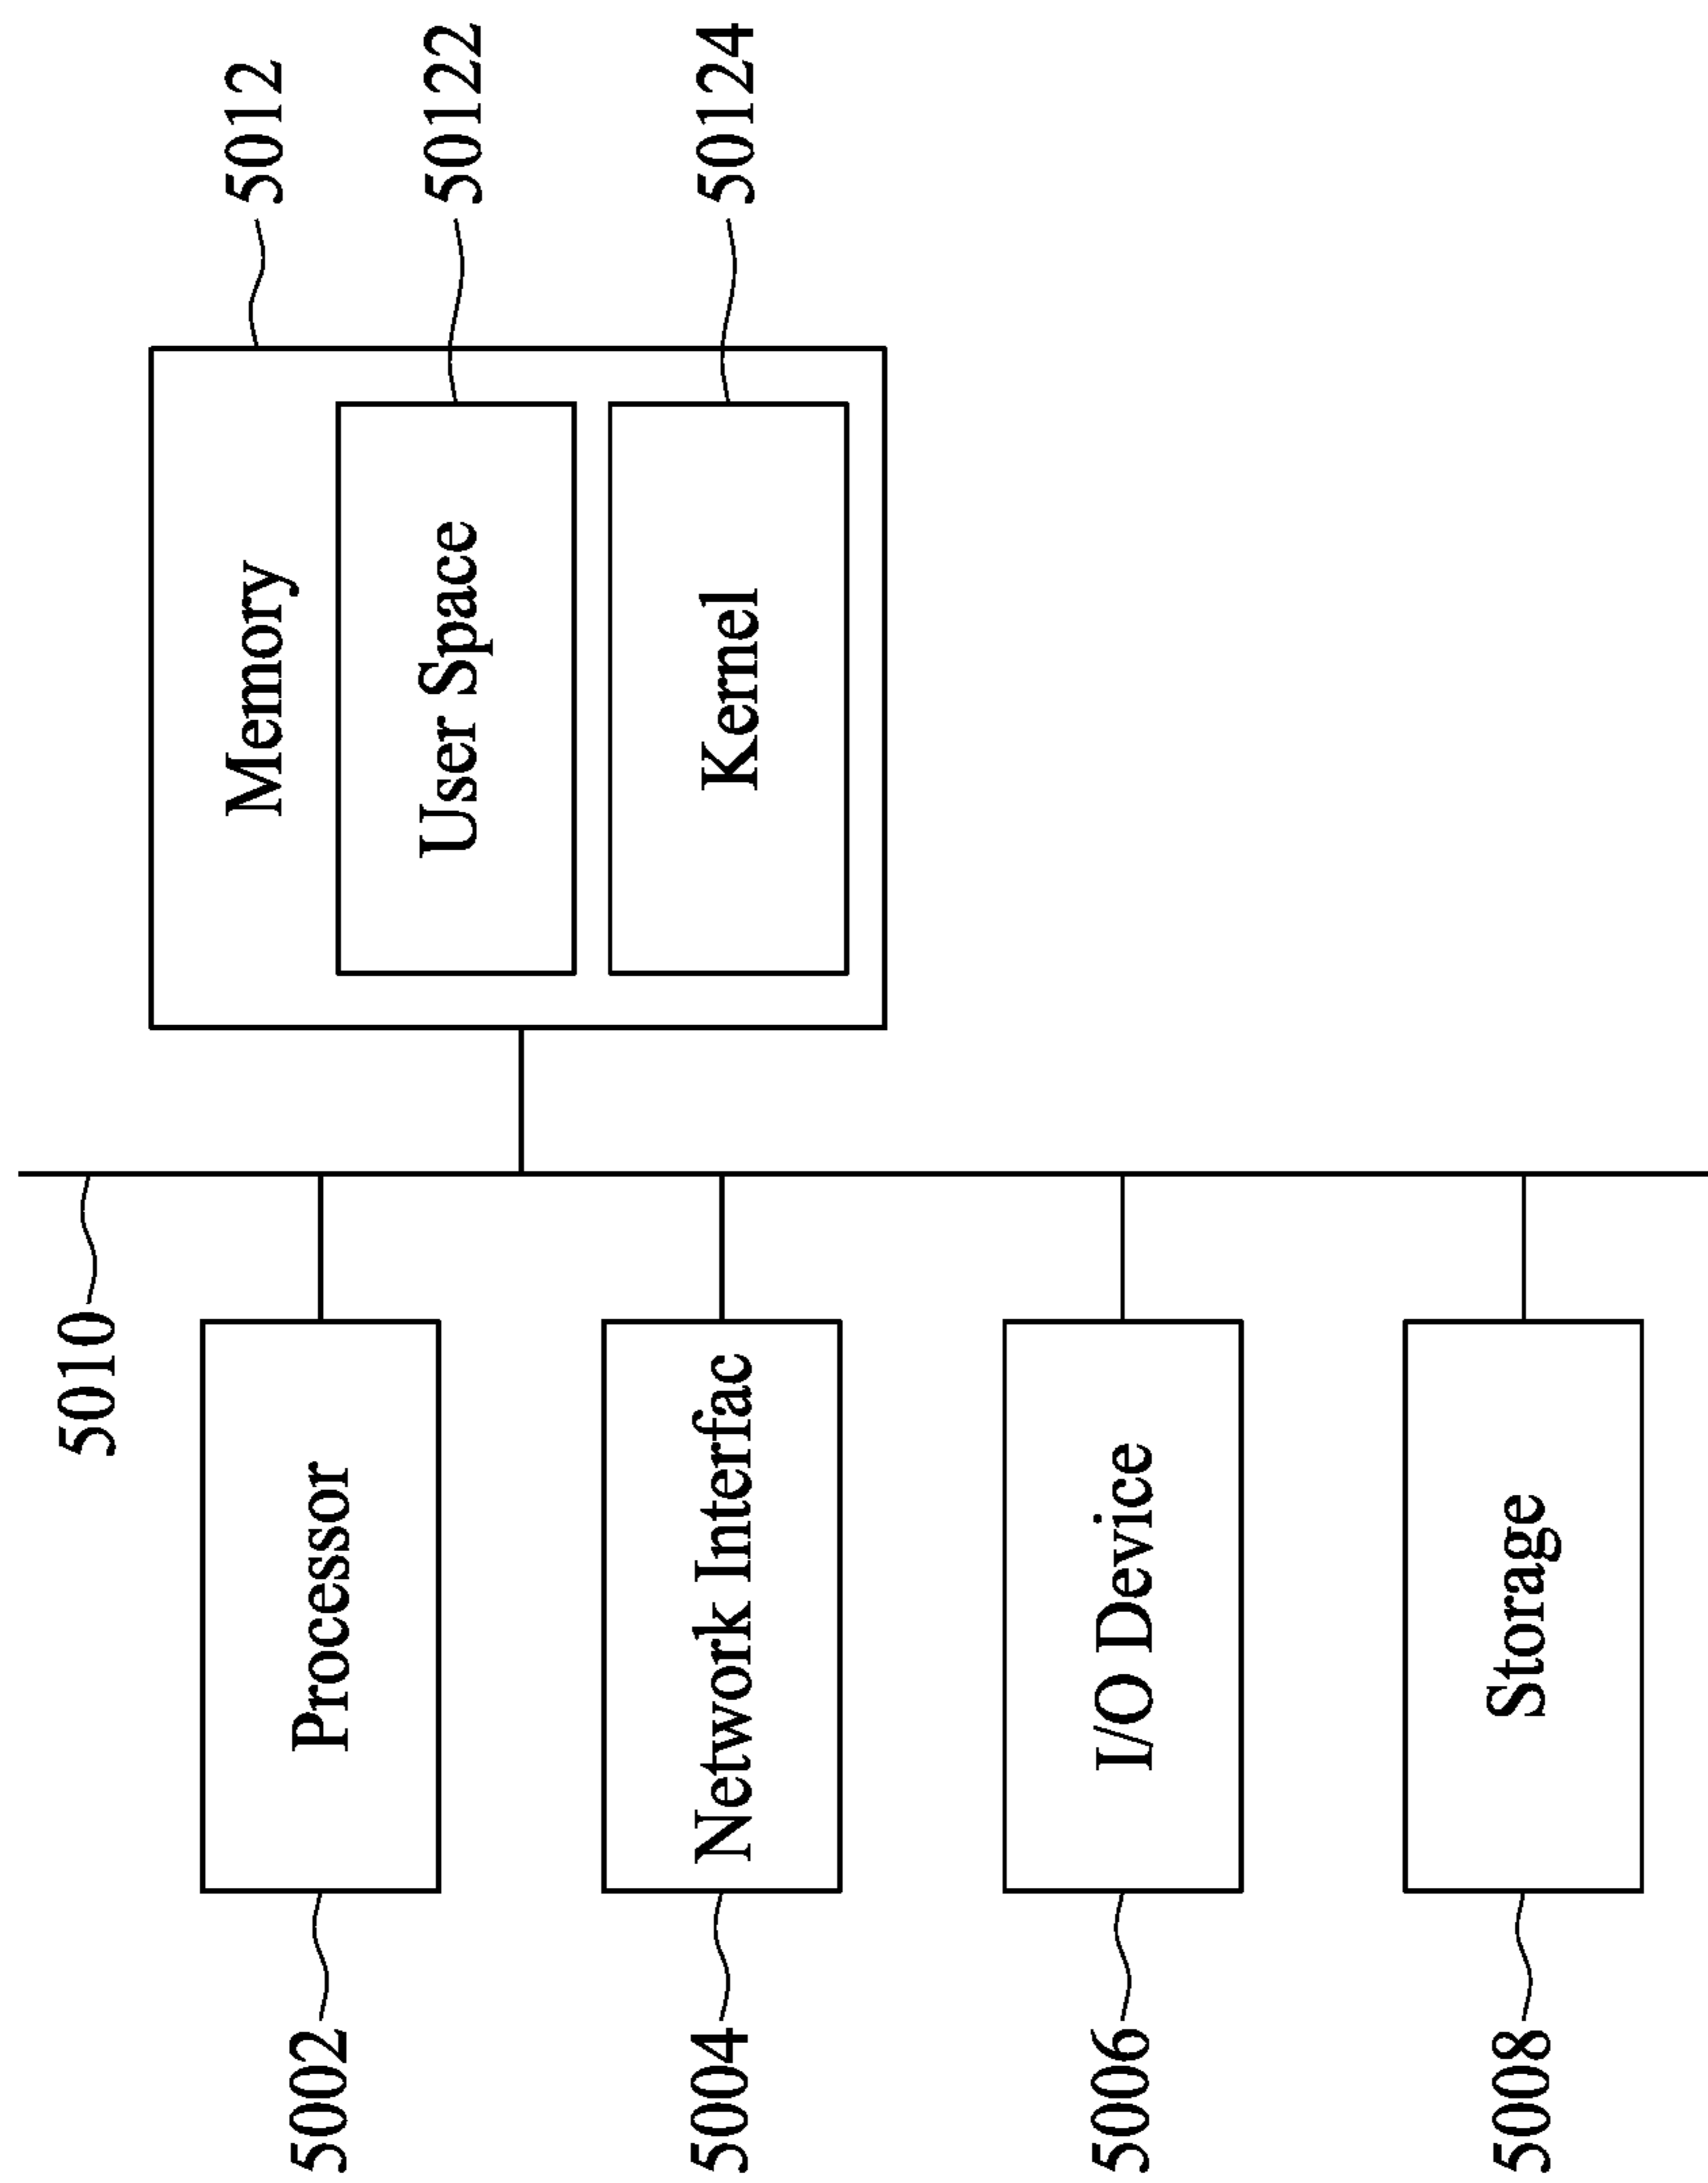 5010
5002
Processor
5004
Network Interfac
5006
I/O Device
5008
Storage
Memory
5012
User Space
50122
Kernel
50124